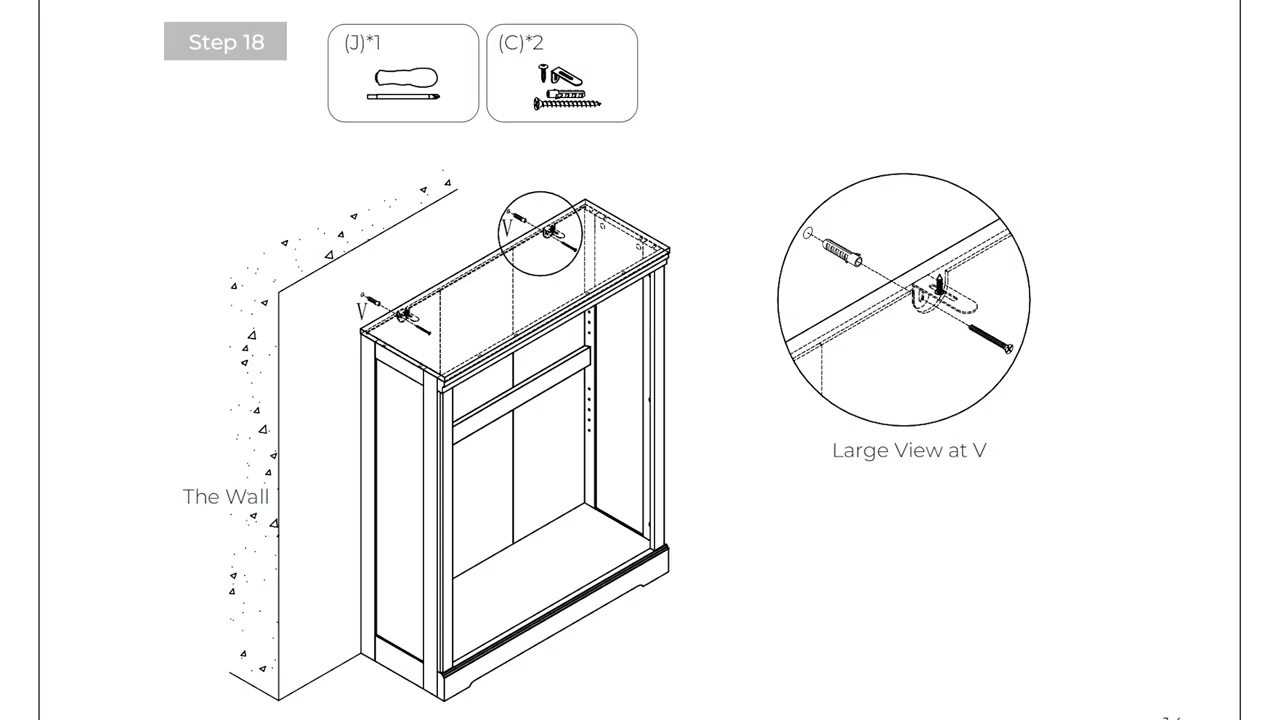 Step 18
(J)*1
(C)*2
V
V
The Wall
Large View at V